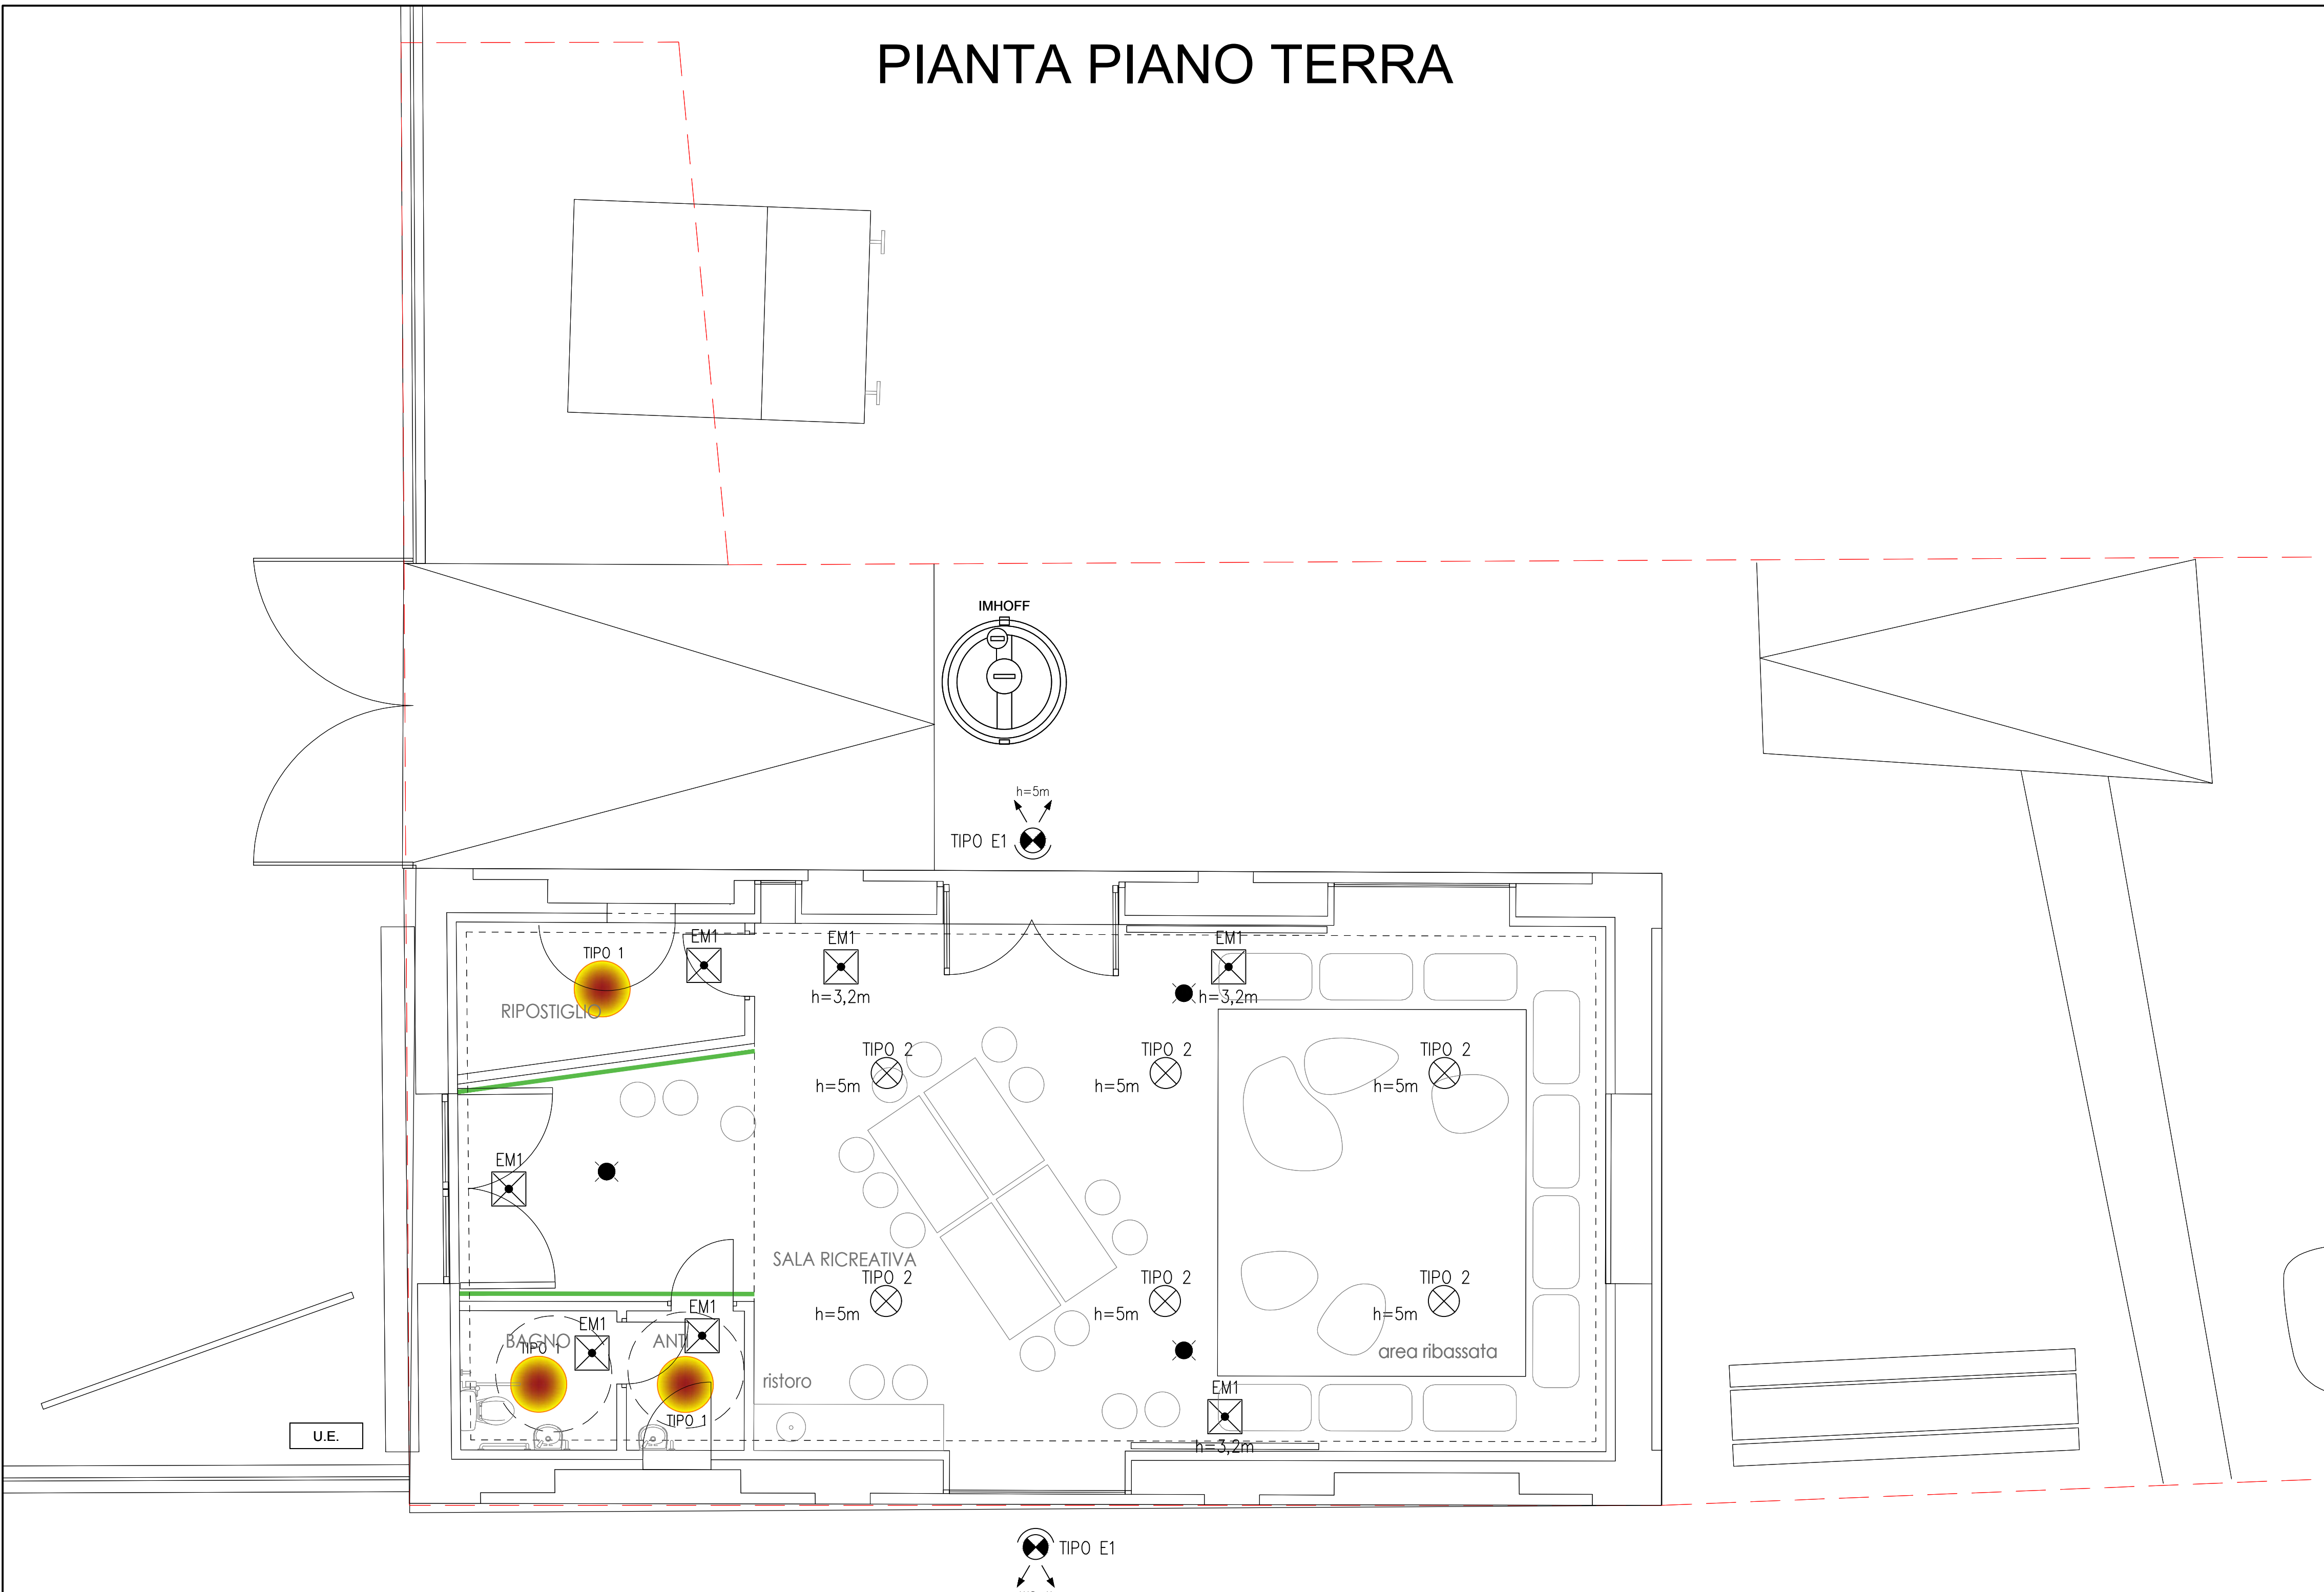 PIANTA PIANO TERRA
IMHOFF
h=5m
TIPO E1
EM1
EM1
EM1
TIPO 1
h=3,2m
h=3,2m
RIPOSTIGLIO
TIPO 2
TIPO 2
TIPO 2
h=5m
h=5m
h=5m
EM1
SALA RICREATIVA
TIPO 2
TIPO 2
TIPO 2
h=5m
h=5m
h=5m
EM1
EM1
BAGNO
ANTI
TIPO 1
area ribassata
ristoro
EM1
TIPO 1
U.E.
h=3,2m
TIPO E1